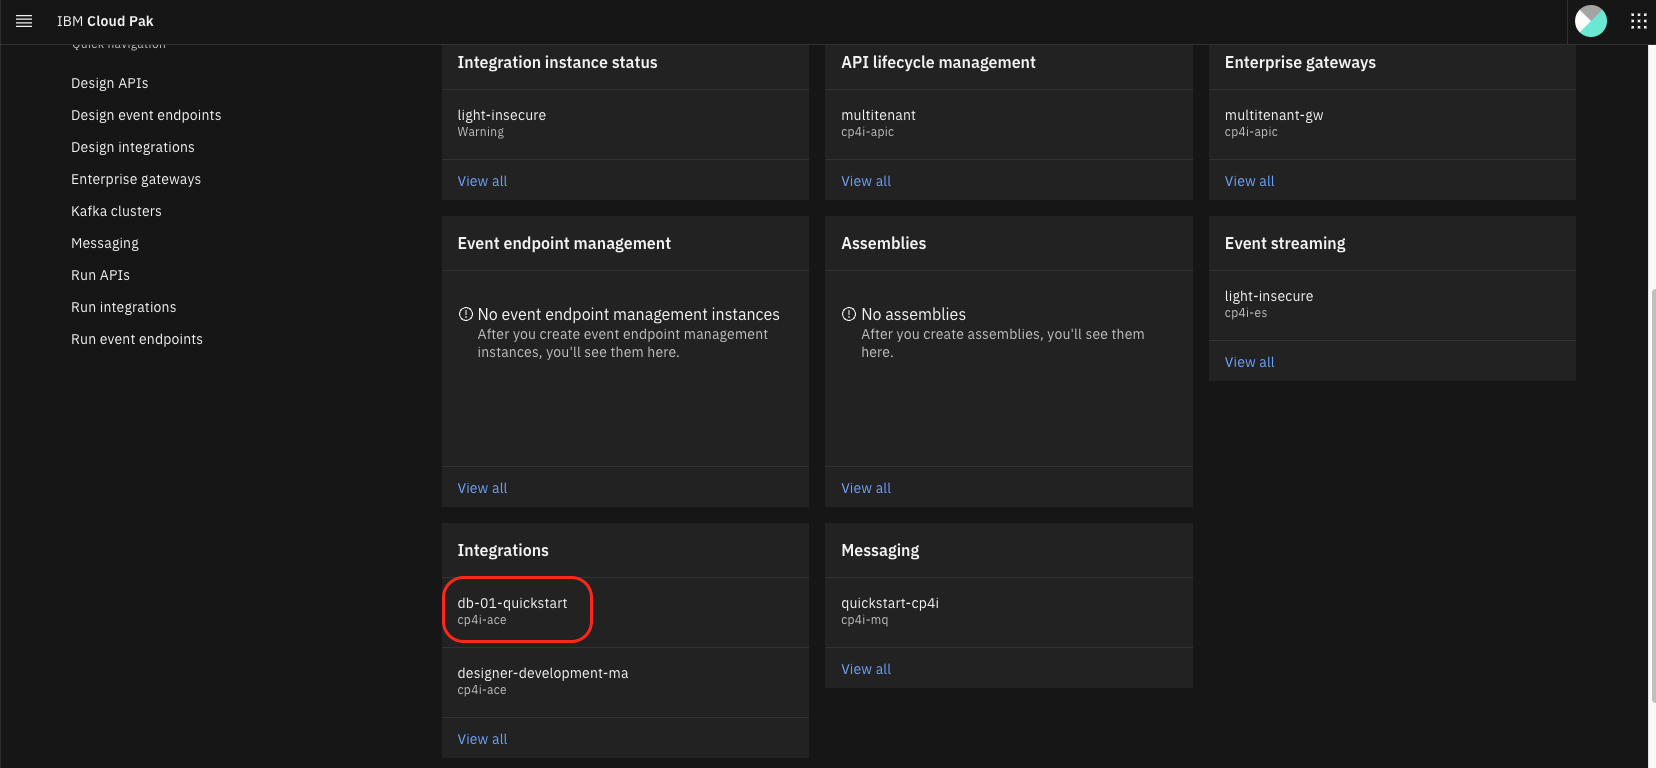 IBM Cloud Pak
Quick navigation
Design APIs
Design event endpoints
Design integrations
Enterprise gateways
Kafka clusters
Messaging
Run APIs
Run integrations
Run event endpoints
Integration instance status
light-insecure
Warning
View all
API lifecycle management
multitenant
cp4i-apic
View all
Enterprise gateways
multitenant-gw
cp4i-apic
View all
Event endpoint management
No event endpoint management instances
After you create event endpoint management
instances, you'll see them here.
View all
Assemblies
No assemblies
After you create assemblies, you'll see them
here.
View all
Event streaming
light-insecure
cp4i-es
View all
Integrations
db-01-quickstart
cp4i-ace
designer-development-ma
cp4i-ace
View all
Messaging
quickstart-cp4i
cp4i-mq
View all